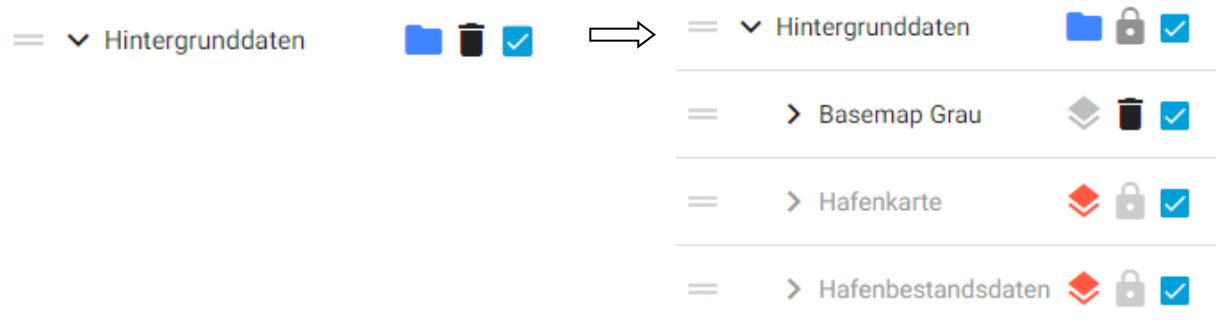 Hintergrunddaten
Hintergrunddaten
Basemap Grau
Hafenkarte
Hafenbestandsdaten